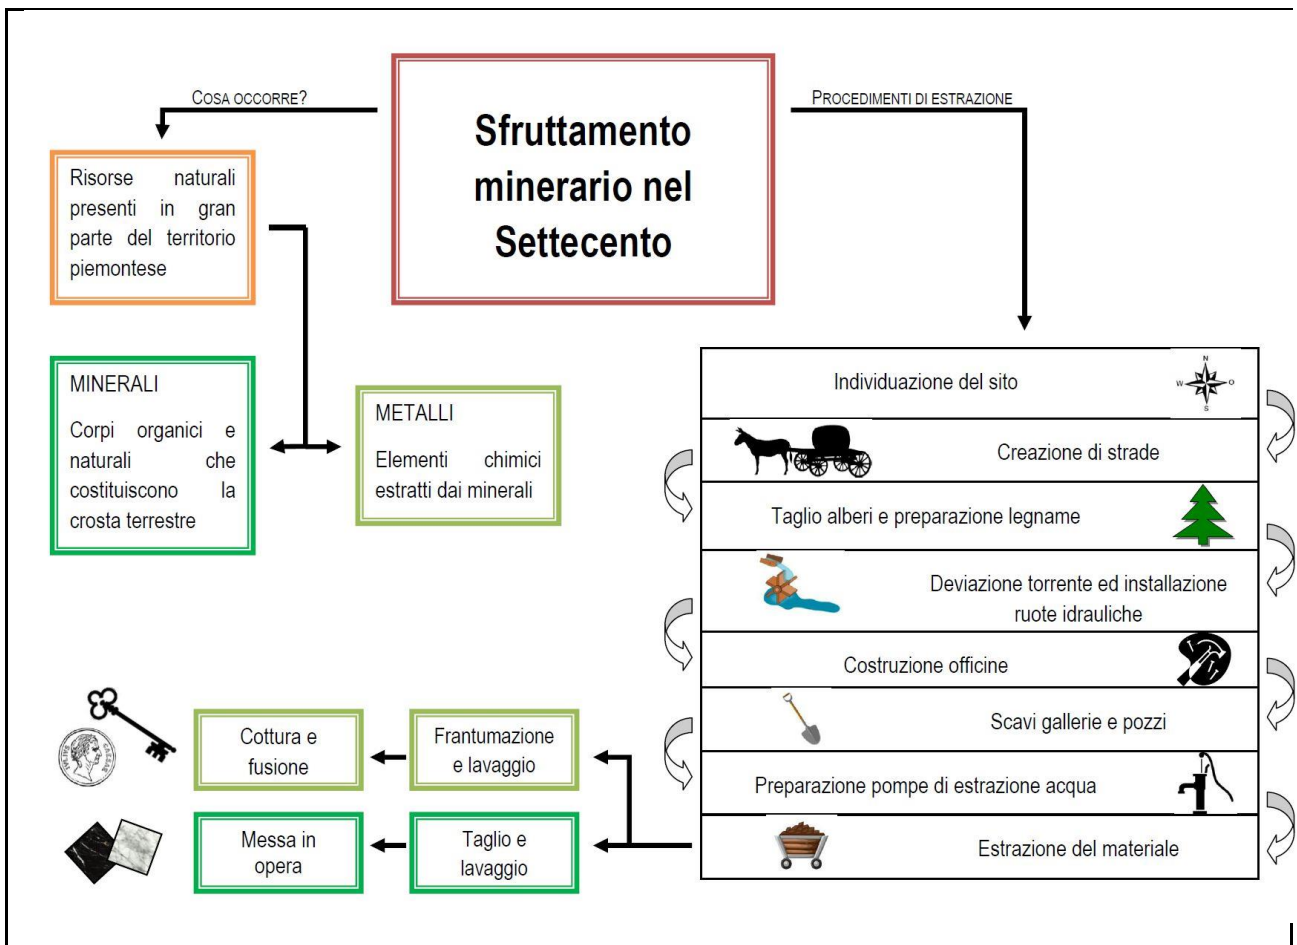 COSA OCCORRE?
PROCEDIMENTI DI ESTRAZIONE
Sfruttamento
minerario nel
Settecento
Risorse naturali
presenti in gran
parte del territorio
piemontese
MINERALI
Corpi organici e
naturali che
costituiscono la
crosta terrestre
METALLI
Elementi chimici
estratti dai minerali
Individuazione del sito
N
W
O
S
Creazione di strade
Taglio alberi e preparazione legname
Deviazione torrente ed installazione
ruote idrauliche
Costruzione officine
Scavi gallerie e pozzi
Preparazione pompe di estrazione acqua
Estrazione del materiale
Frantumazione
e lavaggio
Cottura e
fusione
Taglio e
lavaggio
Messa in
opera